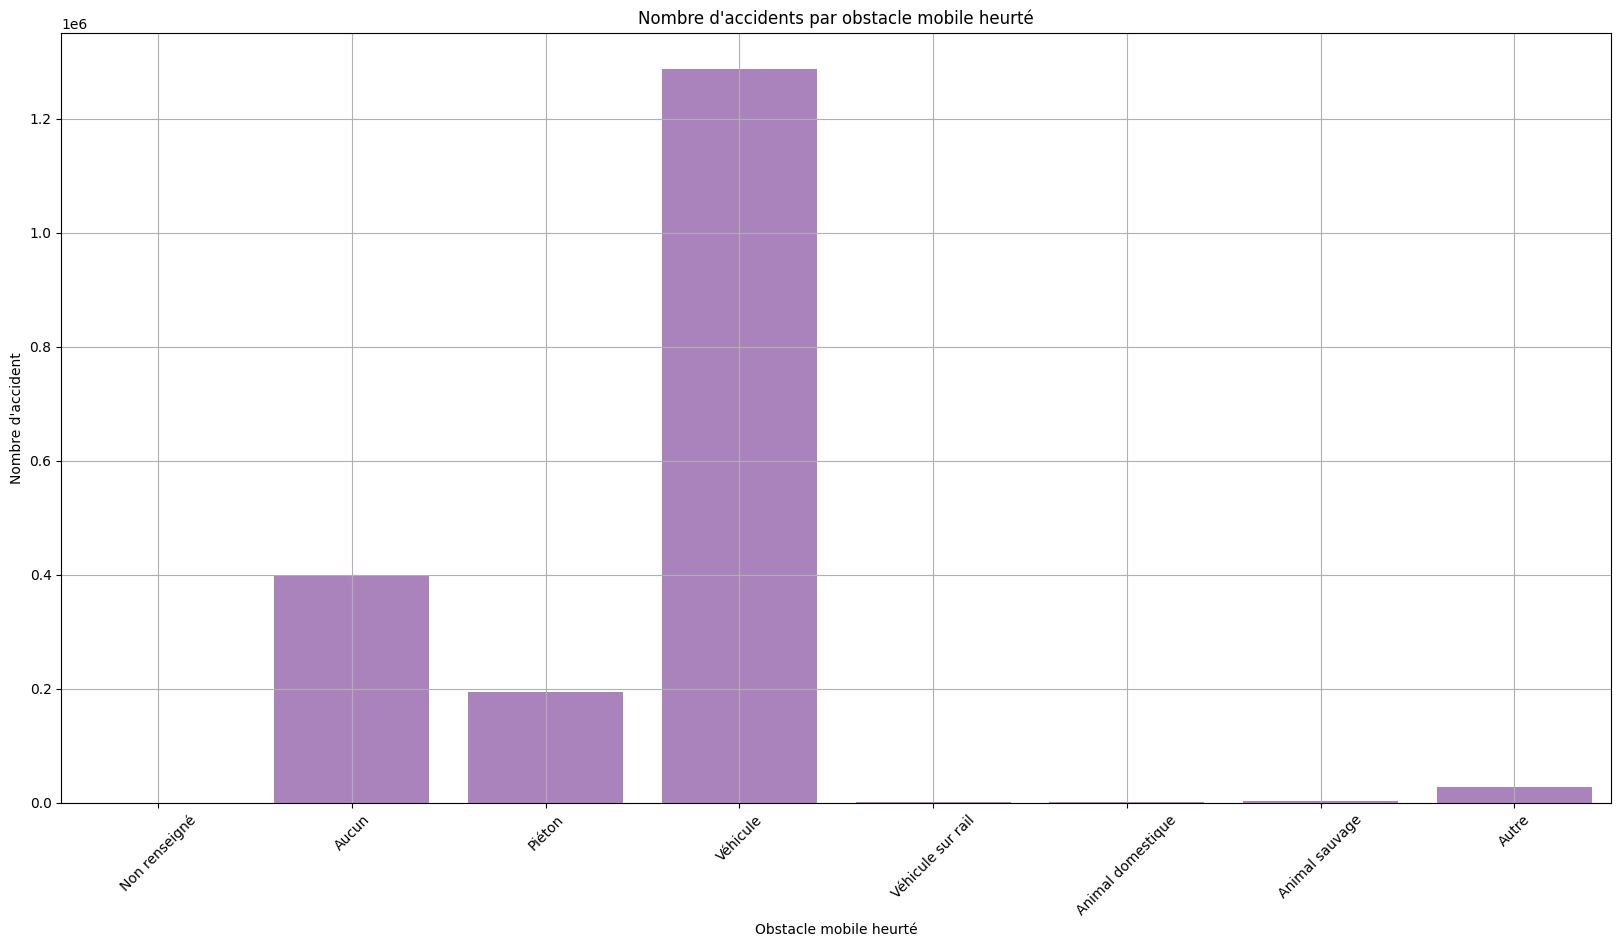 Nombre d'accidents par obstacle mobile heurté
1e6
1.2
1.0
0.8
0.6
0.4
0.2
0.0
Nombre d'accident
Non renseigné
Aucun
Piéton
Véhicule
Véhicule sur rail
Animal domestique
Animal sauvage
Autre
Obstacle mobile heurté